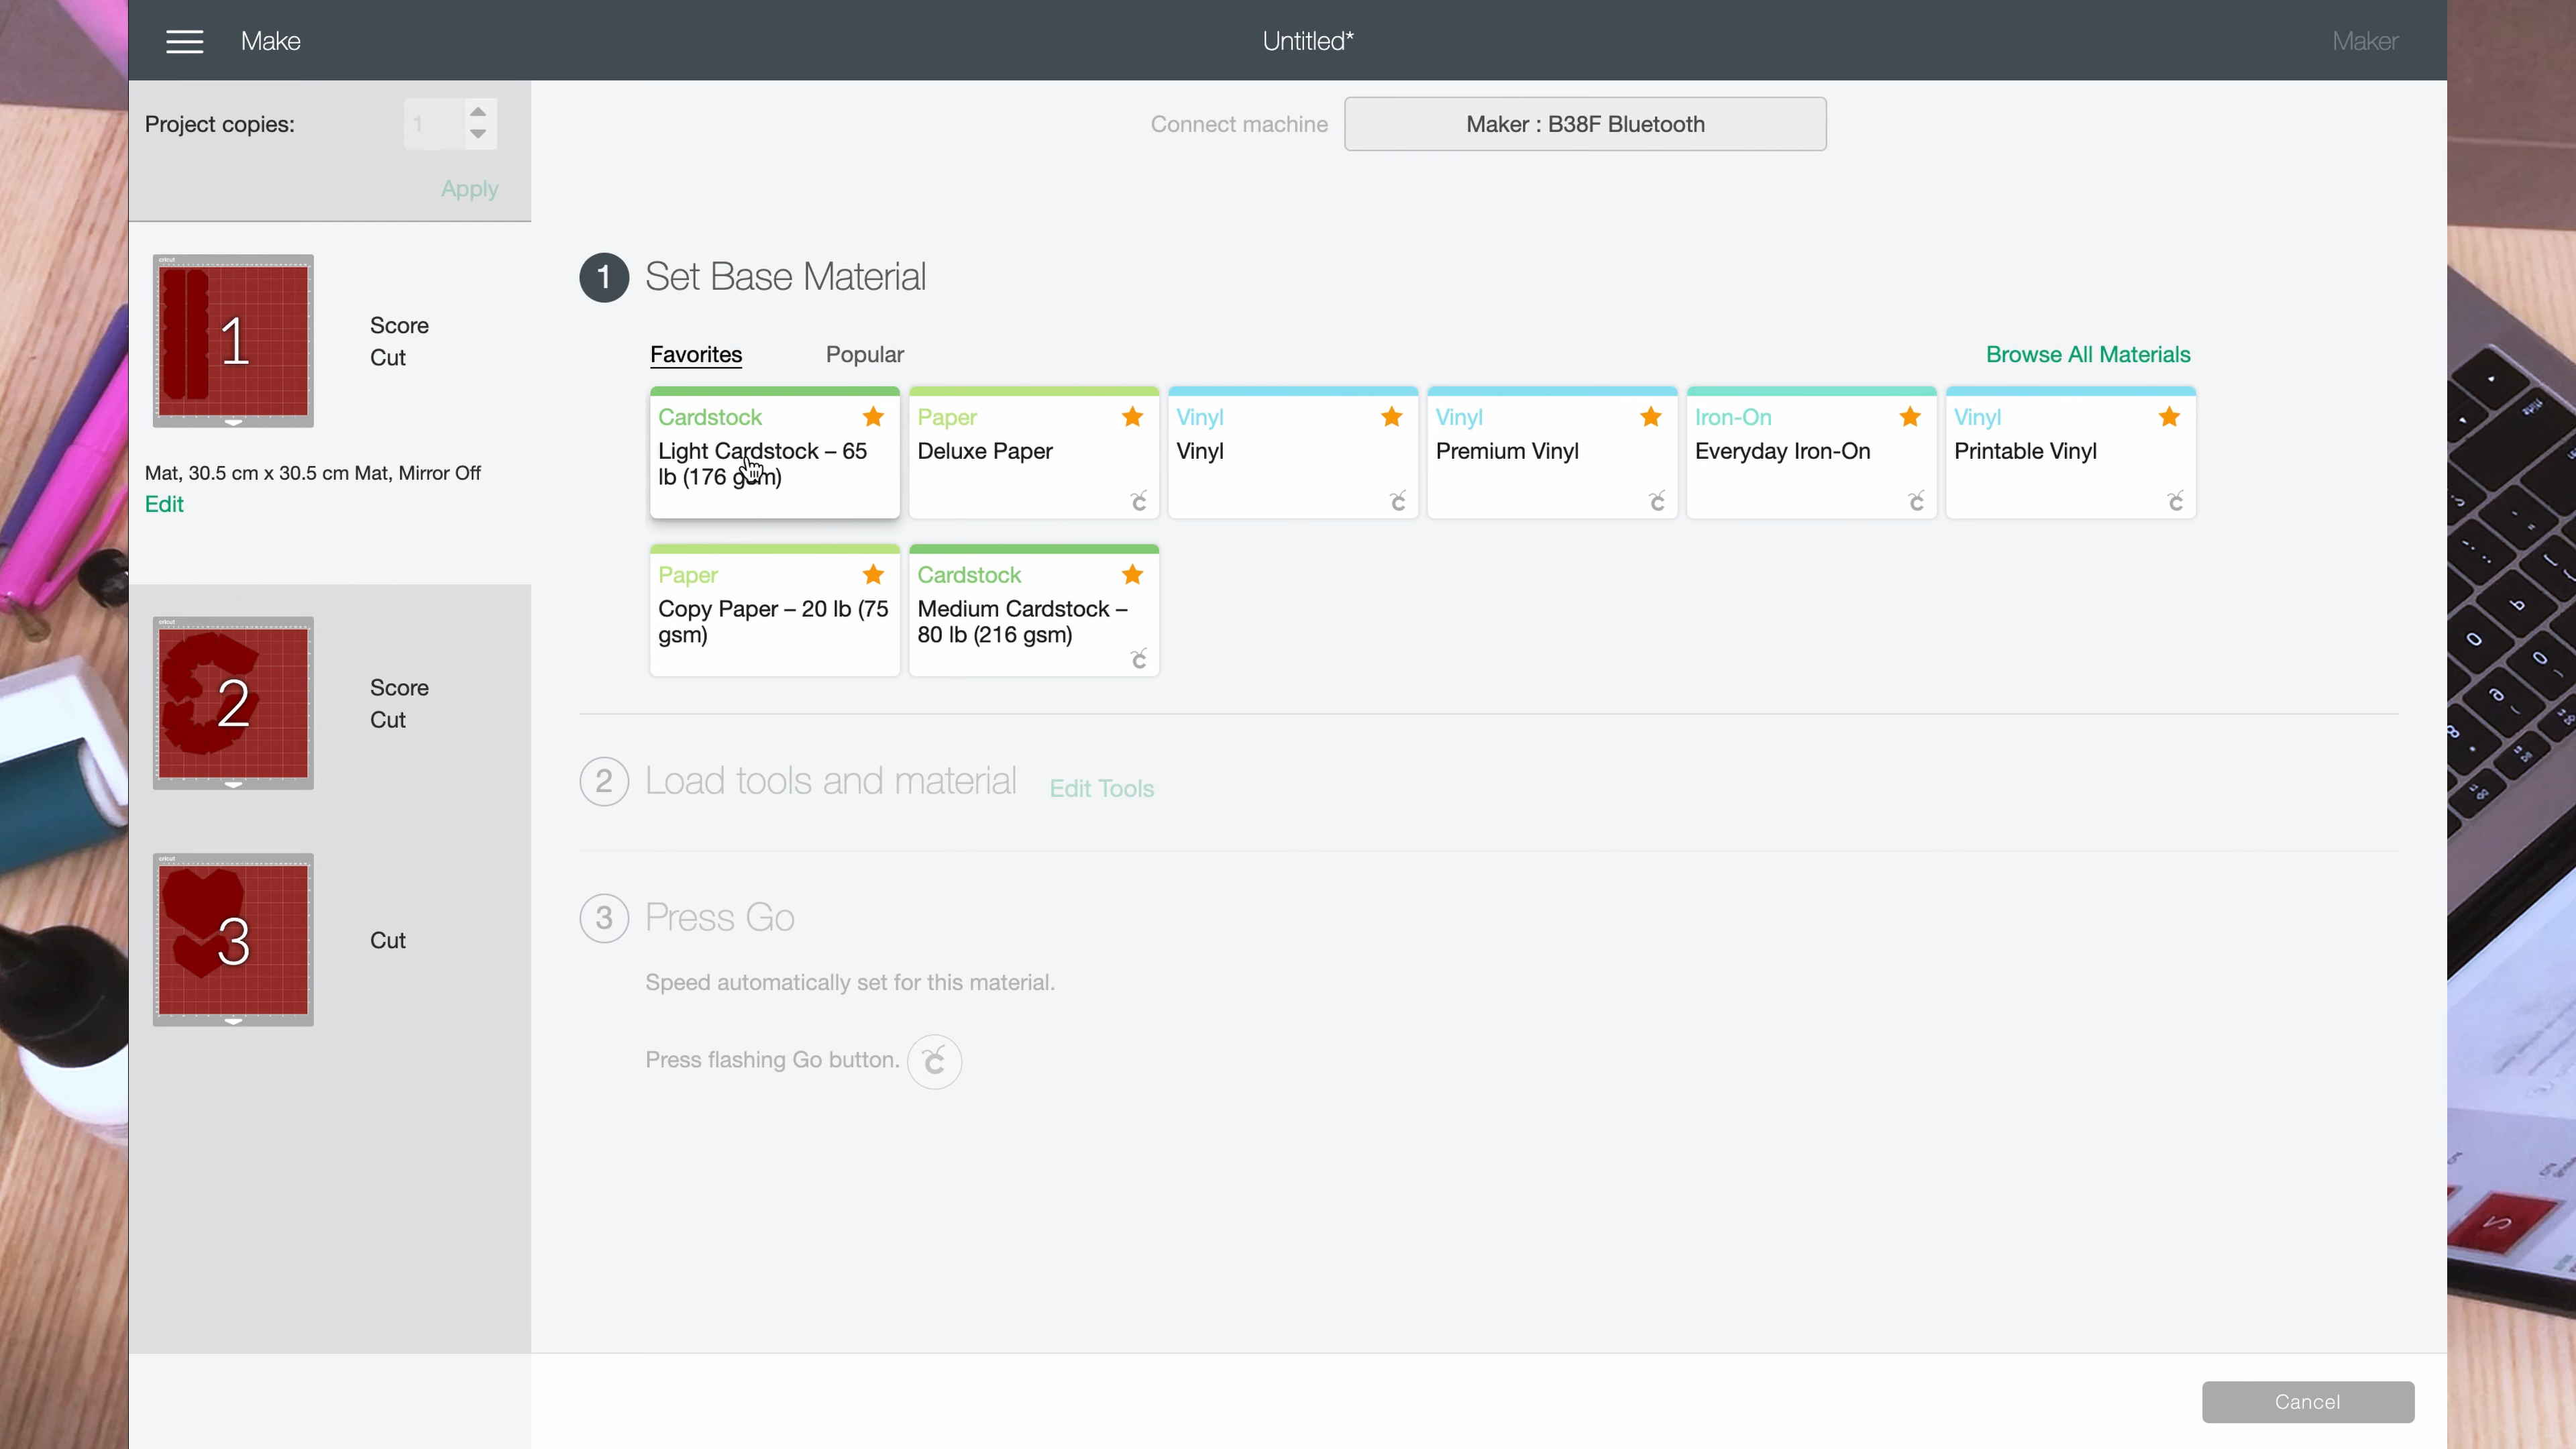 Make
Untitled*
Maker
Project copies:
1
Apply
Connect machine
Maker : B38F Bluetooth
cricut
1
Score
Cut
Mat, 30.5 cm x 30.5 cm Mat, Mirror Off
Edit
cricut
2
Score
Cut
cricut
3
Cut
1
Set Base Material
Favorites
Popular
Browse All Materials
Cardstock
Light Cardstock – 65
lb (176 gsm)
Paper
Deluxe Paper
Vinyl
Vinyl
Vinyl
Premium Vinyl
Iron-On
Everyday Iron-On
Vinyl
Printable Vinyl
Paper
Copy Paper – 20 lb (75
gsm)
Cardstock
Medium Cardstock –
80 lb (216 gsm)
2
Load tools and material
Edit Tools
3
Press Go
Speed automatically set for this material.
Press flashing Go button.
Cancel